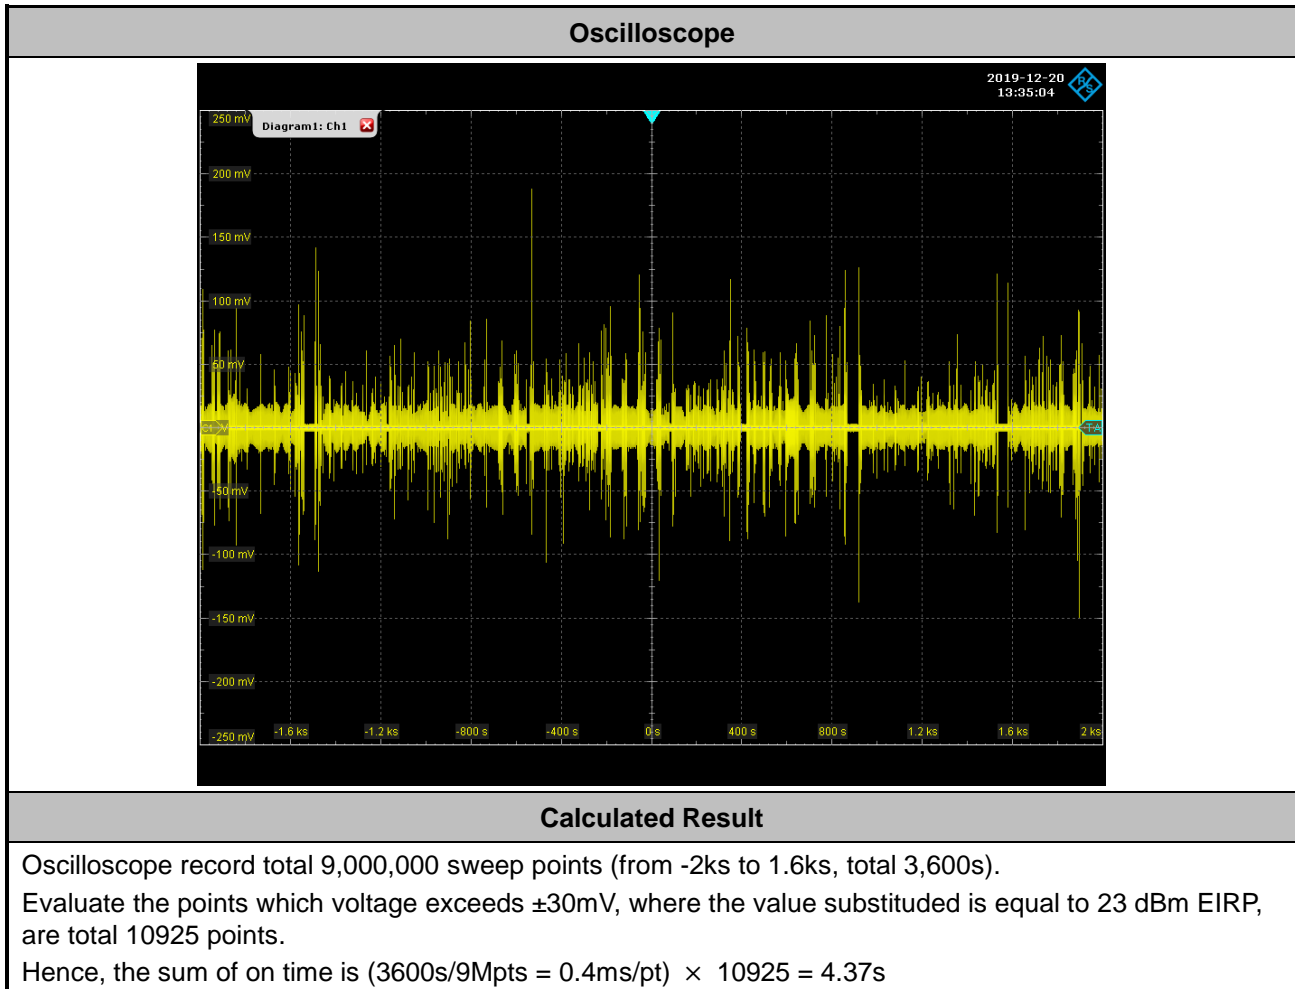 Oscilloscope
2019-12-20
13:35:04
R&S
250 mV
Diagram1: Ch1
200 mV
150 mV
100 mV
50 mV
C1
TA
-50 mV
-100 mV
-150 mV
-200 mV
-250 mV
-1.6 ks -1.2 ks -800 s -400 s 0 s 400 s 800 s 1.2 ks 1.6 ks 2 ks
Calculated Result
Oscilloscope record total 9,000,000 sweep points (from -2ks to 1.6ks, total 3,600s).
Evaluate the points which voltage exceeds ±30mV, where the value substituded is equal to 23 dBm EIRP,
are total 10925 points.
Hence, the sum of on time is (3600s/9Mpts = 0.4ms/pt) × 10925 = 4.37s